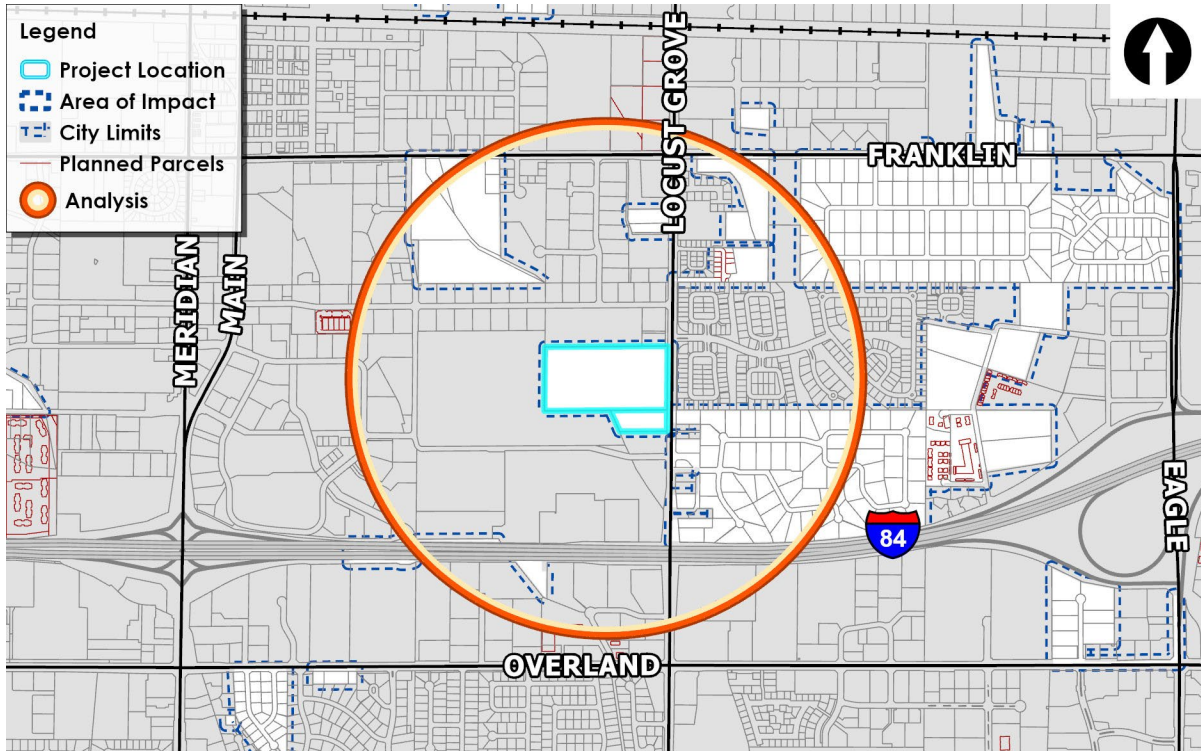 Legend
Project Location
Area of Impact
City Limits
Planned Parcels
Analysis
LOCUST GROVE
FRANKLIN
MERIDIAN
MAIN
EAGLE
84
OVERLAND